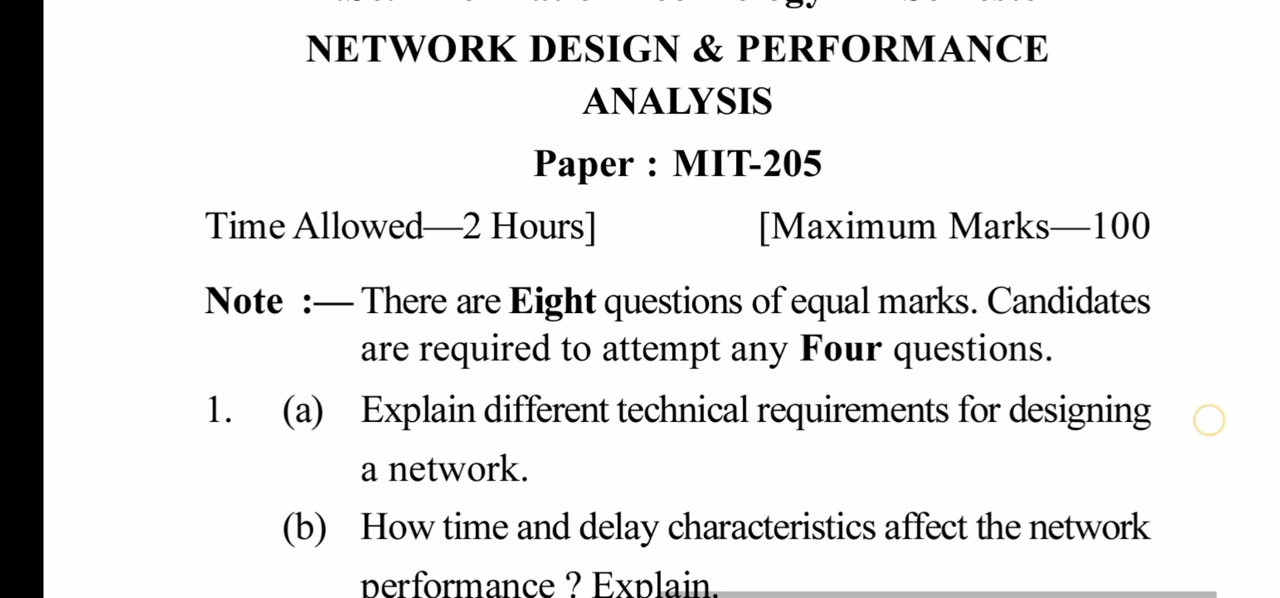 NETWORK DESIGN & PERFORMANCE
ANALYSIS
Paper : MIT-205
Time Allowed—2 Hours] [Maximum Marks—100
Note :— There are Eight questions of equal marks. Candidates
are required to attempt any Four questions.
1. (a) Explain different technical requirements for designing
a network.
(b) How time and delay characteristics affect the network
performance ? Explain.